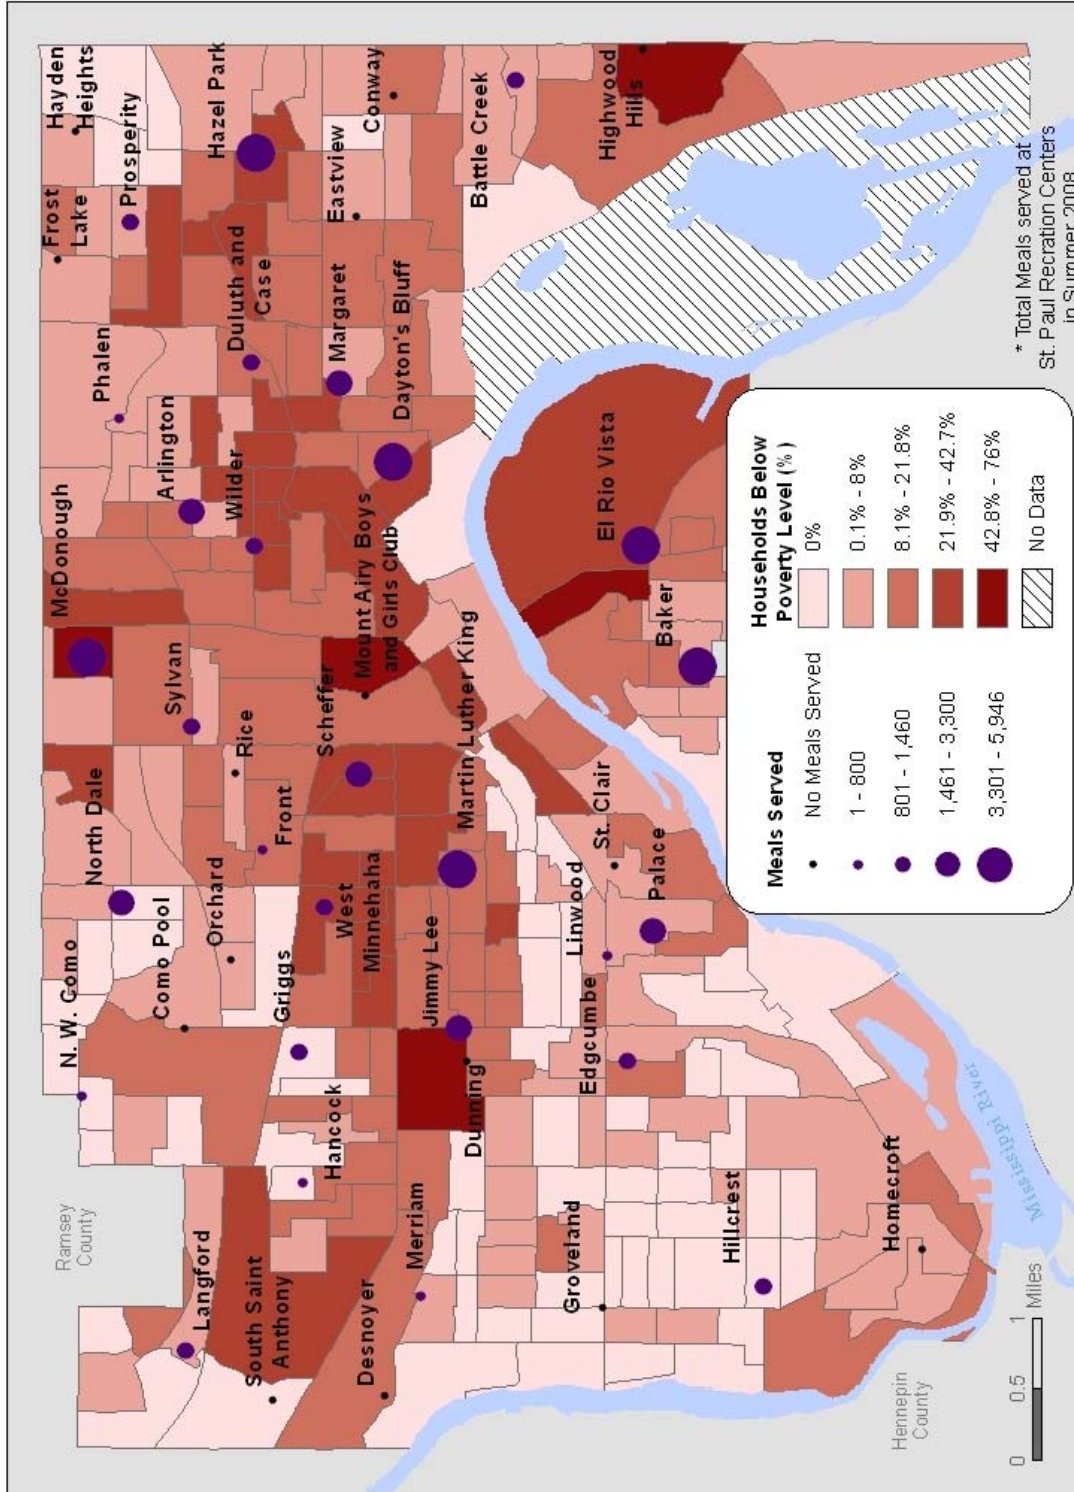 Ramsey
County
N. W. Como
North Dale
McDonough
Phalen
Frost
Lake
Hayden
Heights
Prosperity
Langford
Como Pool
Orchard
Sylvan
Arlington
Hazel Park
South Saint
Anthony
Hancock
Griggs
Front
Rice
Wilder
Duluth and
Case
Desnoyer
Merriam
West
Minnehaha
Scheffer
Mount Airy Boys
and Girls Club
Margaret
Eastview
Conway
Dunning
Jimmy Lee
Martin Luther King
Dayton's Bluff
Battle Creek
Groveland
Edgcumbe
Linwood
St. Clair
El Rio Vista
Highwood
Hills
Hillcrest
Palace
Baker
Homecroft
Hennepin
County
Mississippi River
0 0.5 1
Miles
Meals Served
No Meals Served
1 - 800
801 - 1,460
1,461 - 3,300
3,301 - 5,946
Households Below
Poverty Level (%)
0%
0.1% - 8%
8.1% - 21.8%
21.9% - 42.7%
42.8% - 76%
No Data
* Total Meals served at
St. Paul Recration Centers
in Summer 2008